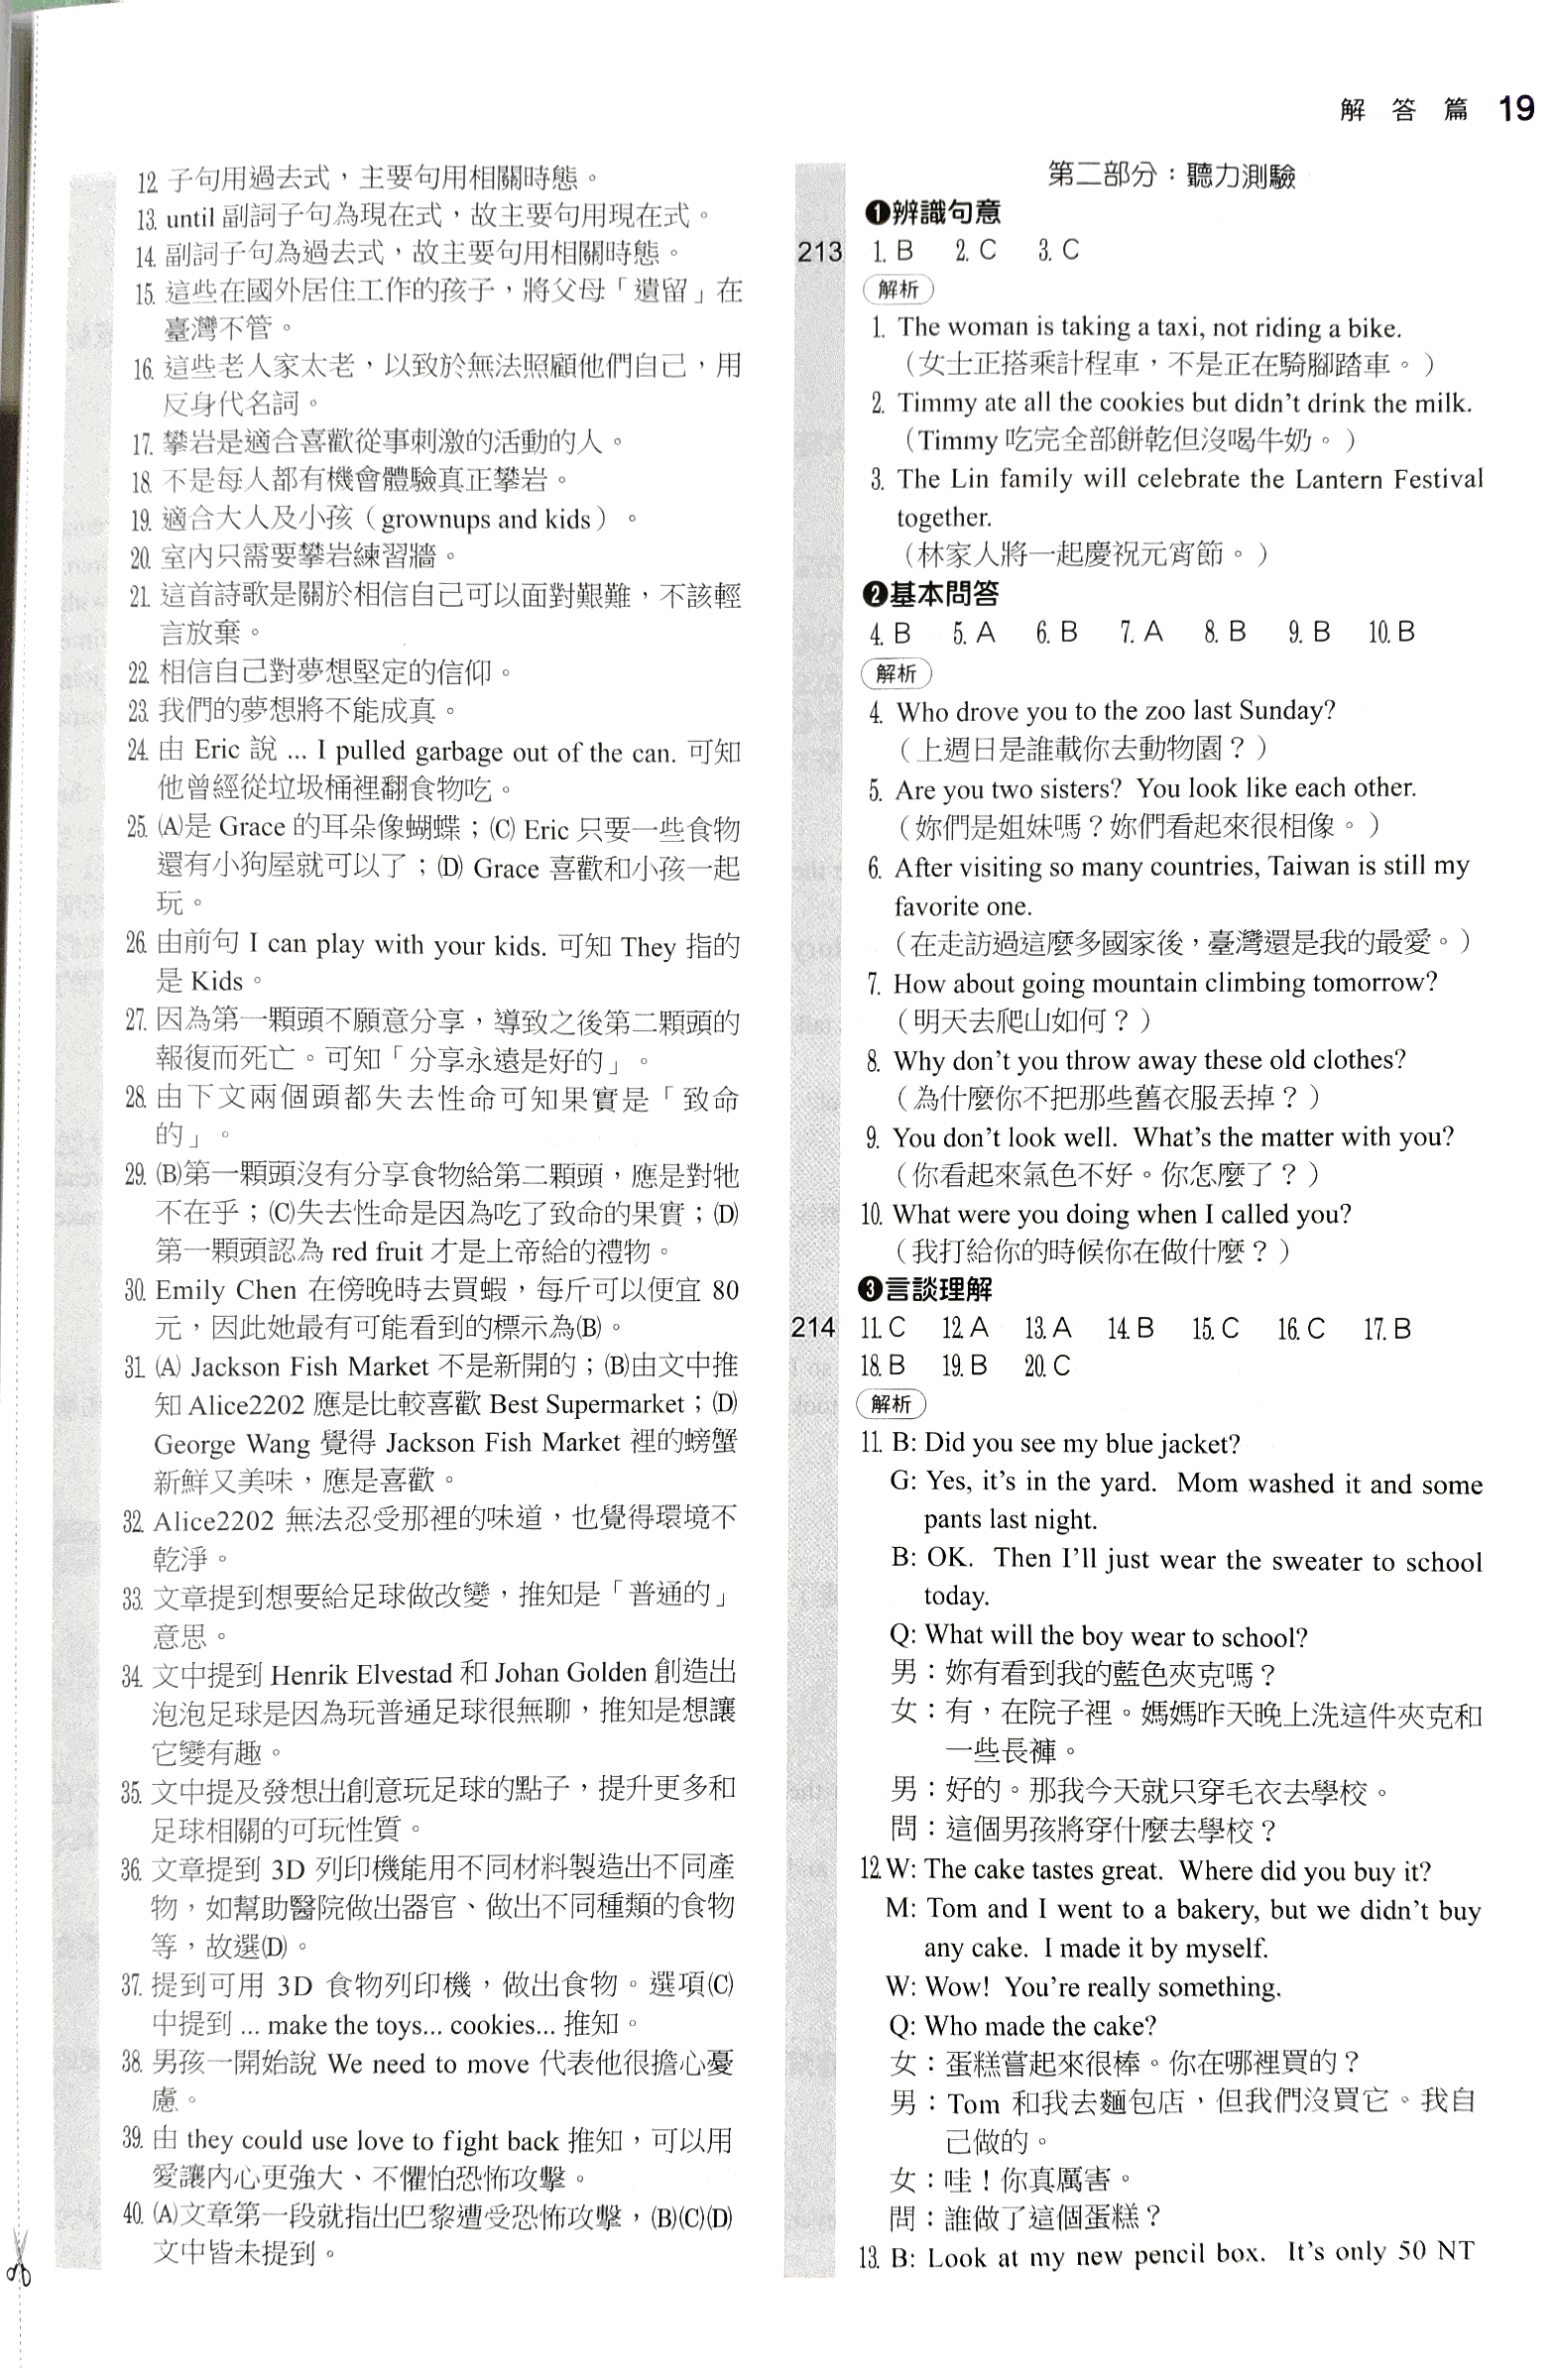 解 答 篇 19
12. 子句用過去式，主要句用相關時態。
13. until 副詞子句為現在式，故主要句用現在式。
14. 副詞子句為過去式，故主要句用相關時態。
15. 這些在國外居住工作的孩子，將父母「遺留」在
臺灣不管。
16. 這些老人家太老，以致於無法照顧他們自己，用
反身代名詞。
17. 攀岩是適合喜歡從事刺激的活動的人。
18. 不是每人都有機會體驗真正攀岩。
19. 適合大人及小孩（grownups and kids）。
20. 室內只需要攀岩練習牆。
21. 這首詩歌是關於相信自己可以面對艱難，不該輕
言放棄。
22. 相信自己對夢想堅定的信仰。
23. 我們的夢想將不能成真。
24. 由 Eric 說 ... I pulled garbage out of the can. 可知
他曾經從垃圾桶裡翻食物吃。
25. (A)是 Grace 的耳朵像蝴蝶；(C) Eric 只要一些食物
還有小狗屋就可以了；(D) Grace 喜歡和小孩一起
玩。
26. 由前句 I can play with your kids. 可知 They 指的
是 Kids。
27. 因為第一顆頭不願意分享，導致之後第二顆頭的
報復而死亡。可知「分享永遠是好的」。
28. 由下文兩個頭都失去性命可知果實是「致命
的」。
29. (B)第一顆頭沒有分享食物給第二顆頭，應是對牠
不在乎；(C)失去性命是因為吃了致命的果實；(D)
第一顆頭認為 red fruit 才是上帝給的禮物。
30. Emily Chen 在傍晚時去買蝦，每斤可以便宜 80
元，因此她最有可能看到的標示為(B)。
31. (A) Jackson Fish Market 不是新開的；(B)由文中推
知 Alice2202 應是比較喜歡 Best Supermarket；(D)
George Wang 覺得 Jackson Fish Market 裡的螃蟹
新鮮又美味，應是喜歡。
32. Alice2202 無法忍受那裡的味道，也覺得環境不
乾淨。
33. 文章提到想要給足球做改變，推知是「普通的」
意思。
34. 文中提到 Henrik Elvestad 和 Johan Golden 創造出
泡泡足球是因為玩普通足球很無聊，推知是想讓
它變有趣。
35. 文中提及發想出創意玩足球的點子，提升更多和
足球相關的可玩性質。
36. 文章提到 3D 列印機能用不同材料製造出不同產
物，如幫助醫院做出器官、做出不同種類的食物
等，故選(D)。
37. 提到可用 3D 食物列印機，做出食物。選項(C)
中提到 ... make the toys... cookies... 推知。
38. 男孩一開始說 We need to move 代表他很擔心憂
慮。
39. 由 they could use love to fight back 推知，可以用
愛讓內心更強大、不懼怕恐怖攻擊。
40. (A)文章第一段就指出巴黎遭受恐怖攻擊，(B)(C)(D)
文中皆未提到。
第二部分：聽力測驗
❶辨識句意
213 1. B 2. C 3. C
解析
1. The woman is taking a taxi, not riding a bike.
（女士正搭乘計程車，不是正在騎腳踏車。）
2. Timmy ate all the cookies but didn't drink the milk.
（Timmy 吃完全部餅乾但沒喝牛奶。）
3. The Lin family will celebrate the Lantern Festival
together.
（林家人將一起慶祝元宵節。）
❷基本問答
4. B 5. A 6. B 7. A 8. B 9. B 10. B
解析
4. Who drove you to the zoo last Sunday?
（上週日是誰載你去動物園？）
5. Are you two sisters? You look like each other.
（妳們是姐妹嗎？妳們看起來很相像。）
6. After visiting so many countries, Taiwan is still my
favorite one.
（在走訪過這麼多國家後，臺灣還是我的最愛。）
7. How about going mountain climbing tomorrow?
（明天去爬山如何？）
8. Why don't you throw away these old clothes?
（為什麼你不把那些舊衣服丟掉？）
9. You don't look well. What's the matter with you?
（你看起來氣色不好。你怎麼了？）
10. What were you doing when I called you?
（我打給你的時候你在做什麼？）
❸言談理解
214 11. C 12. A 13. A 14. B 15. C 16. C 17. B
18. B 19. B 20. C
解析
11. B: Did you see my blue jacket?
G: Yes, it's in the yard. Mom washed it and some
pants last night.
B: OK. Then I'll just wear the sweater to school
today.
Q: What will the boy wear to school?
男：妳有看到我的藍色夾克嗎？
女：有，在院子裡。媽媽昨天晚上洗這件夾克和
一些長褲。
男：好的。那我今天就只穿毛衣去學校。
問：這個男孩將穿什麼去學校？
12. W: The cake tastes great. Where did you buy it?
M: Tom and I went to a bakery, but we didn't buy
any cake. I made it by myself.
W: Wow! You're really something.
Q: Who made the cake?
女：蛋糕嘗起來很棒。你在哪裡買的？
男：Tom 和我去麵包店，但我們沒買它。我自
己做的。
女：哇！你真厲害。
問：誰做了這個蛋糕？
13. B: Look at my new pencil box. It's only 50 NT